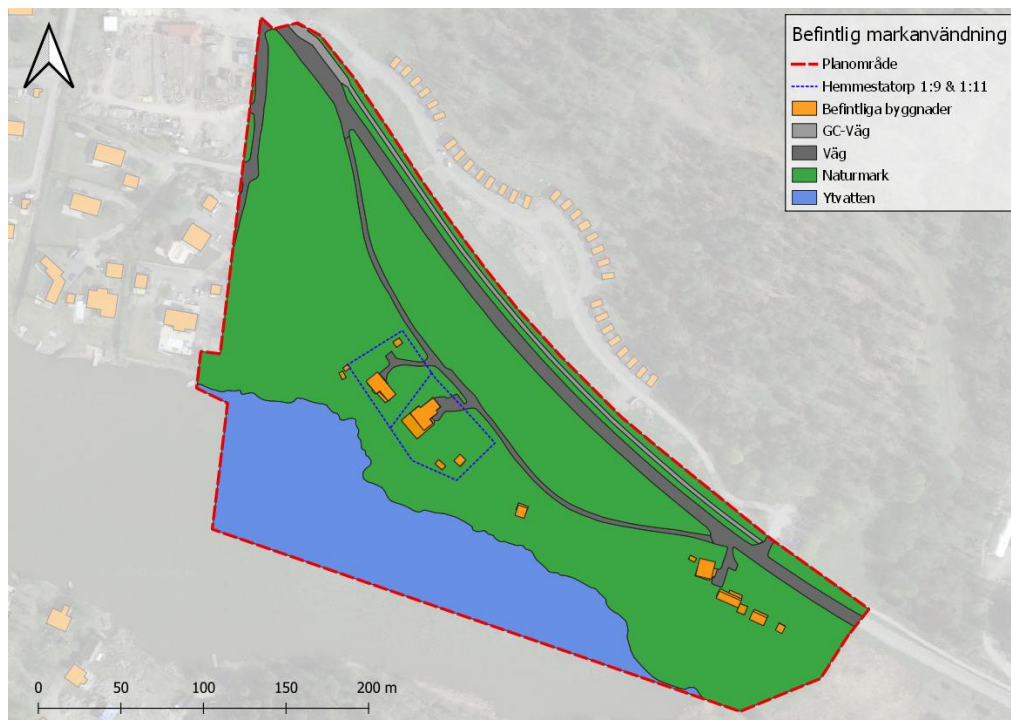 Befintlig markanvändning
Planområde
Hemmestatorp 1:9 & 1:11
Befintliga byggnader
GC-Väg
Väg
Naturmark
Ytvatten
0 50 100 150 200 m